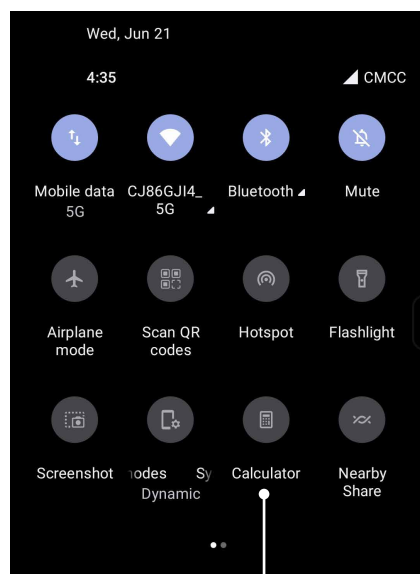 Wed, Jun 21
4:35 CMCC
Mobile data CJ86GJI4_ Bluetooth Mute
5G 5G
Airplane Scan QR Hotspot Flashlight
mode codes
Screenshot odes Sy Calculator Nearby
Dynamic Share